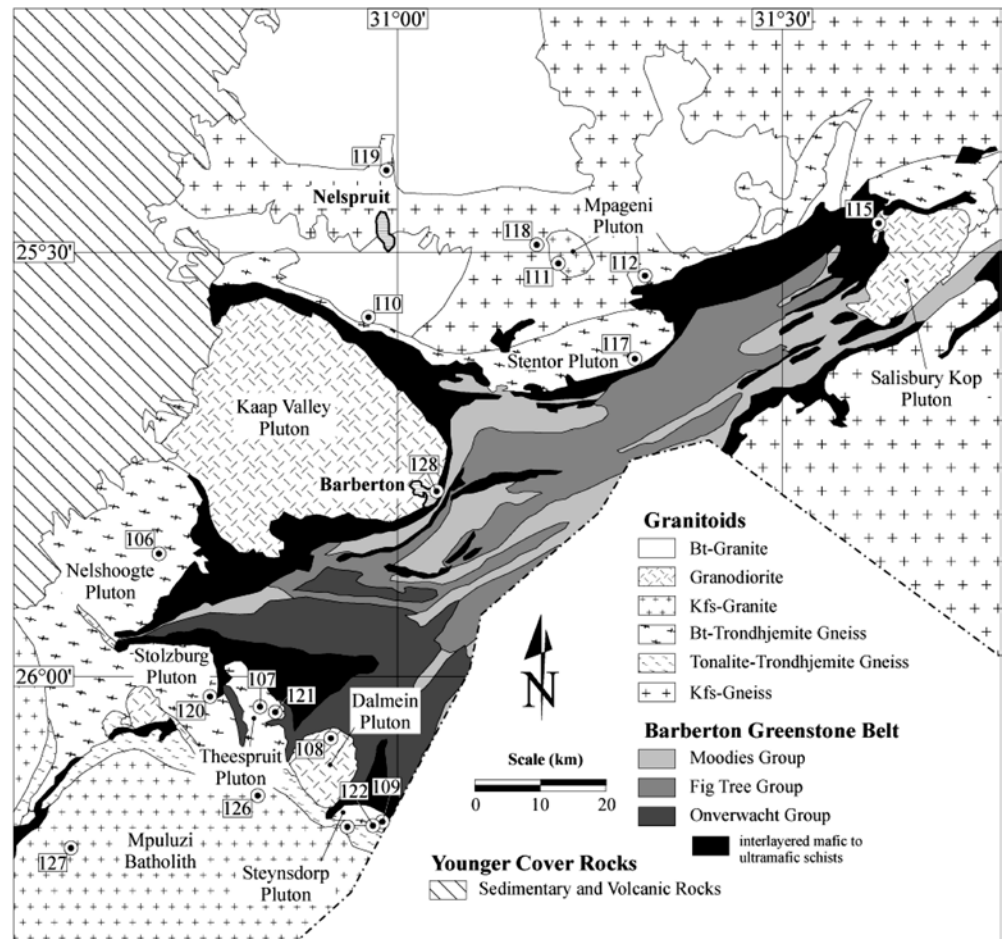 31°00'
31°30'
119
Nelspruit
Mpageni
Pluton
118
115
25°30'
111
112
110
117
Stentor Pluton
Kaap Valley
Pluton
Salisbury Kop
Pluton
128
Barberton
106
Nelshoogte
Pluton
Granitoids
Bt-Granite
Granodiorite
Kfs-Granite
Bt-Trondhjemite Gneiss
Tonalite-Trondhjemite Gneiss
Kfs-Gneiss
N
Stolzburg
Pluton
26°00'
107
121
120
Dalmein
Pluton
108
Theespruit
Pluton
122
109
126
Mpuluzi
Batholith
127
Steynsdorp
Pluton
Scale (km)
0 10 20
Barberton Greenstone Belt
Moodies Group
Fig Tree Group
Onverwacht Group
interlayered mafic to
ultramafic schists
Younger Cover Rocks
Sedimentary and Volcanic Rocks